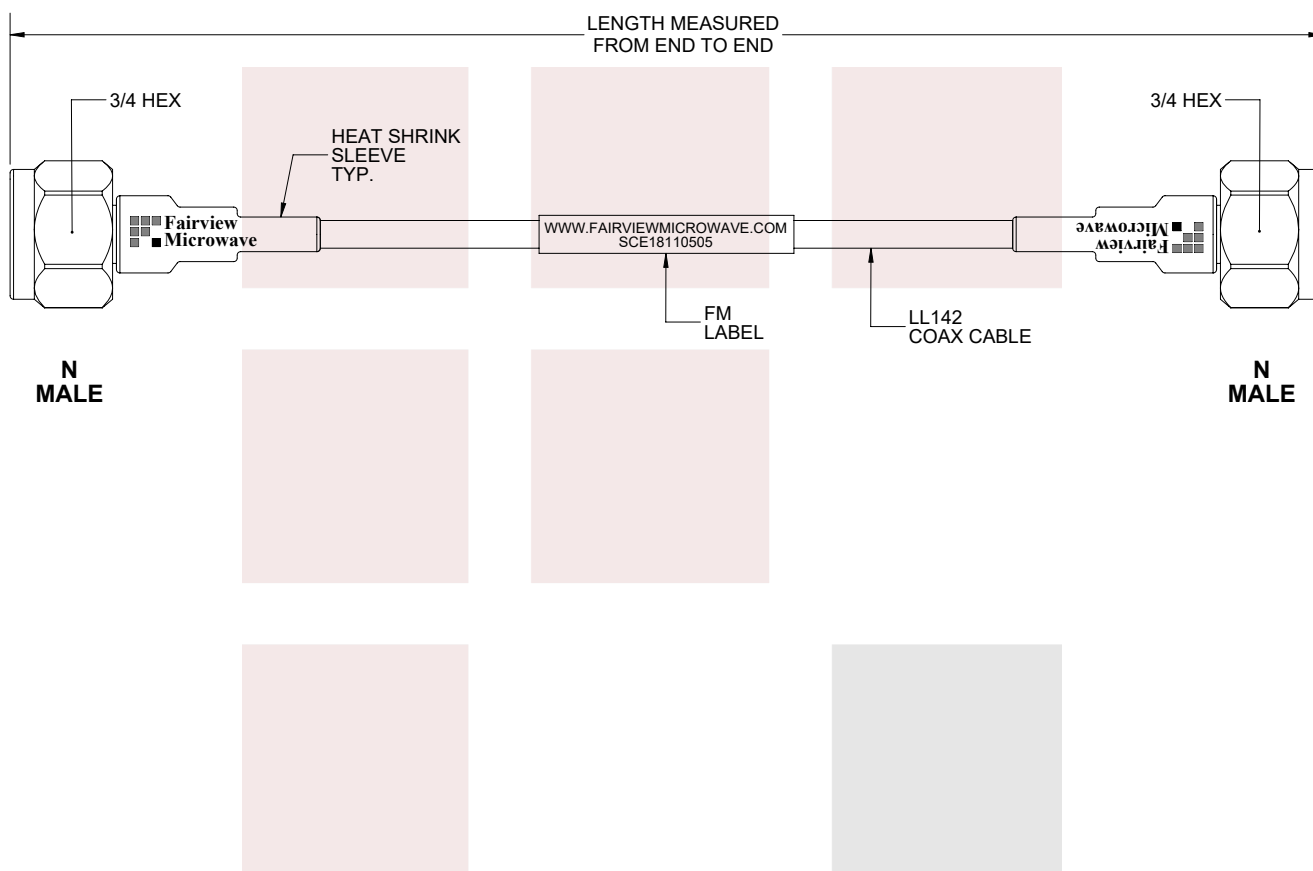 LENGTH MEASURED
FROM END TO END
3/4 HEX
3/4 HEX
HEAT SHRINK
SLEEVE
TYP.
Fairview
Microwave
WWW.FAIRVIEWMICROWAVE.COM
SCE18110505
Fairview
Microwave
FM
LABEL
LL142
COAX CABLE
N
MALE
N
MALE